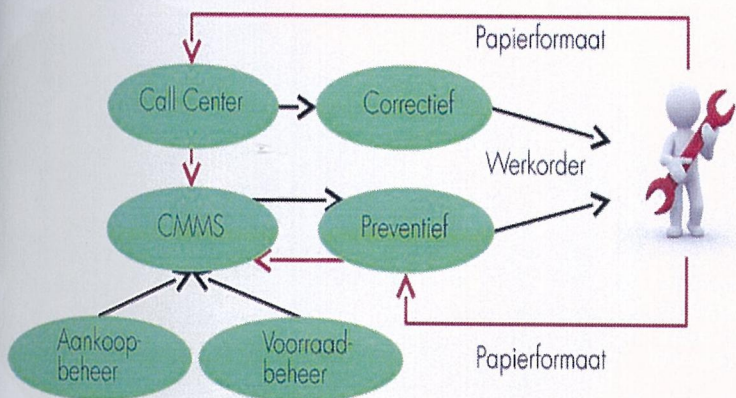 Papierformaat
Call Center
Correctief
Werkorder
CMMS
Preventief
Aankoop-
beheer
Voorraad-
beheer
Papierformaat